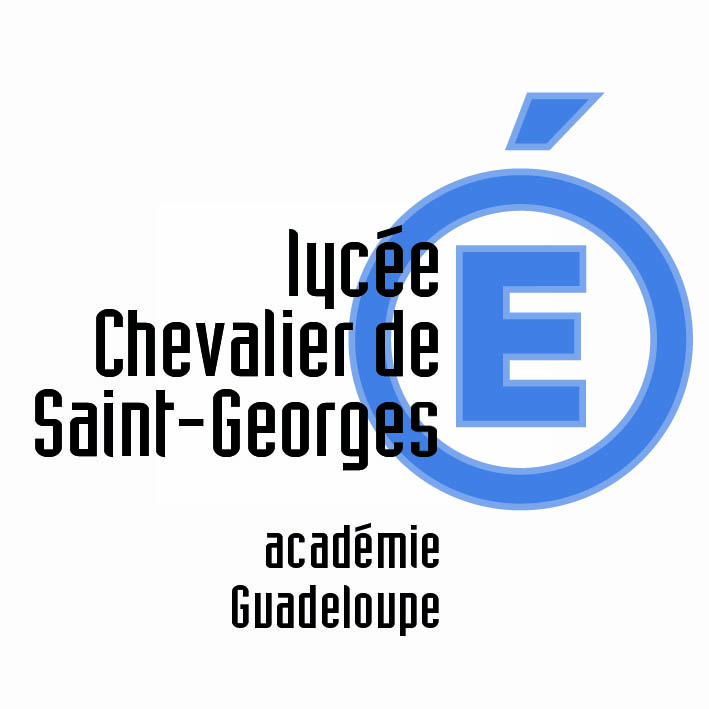 É
lycée
Chevalier de
Saint-Georges
académie
Guadeloupe